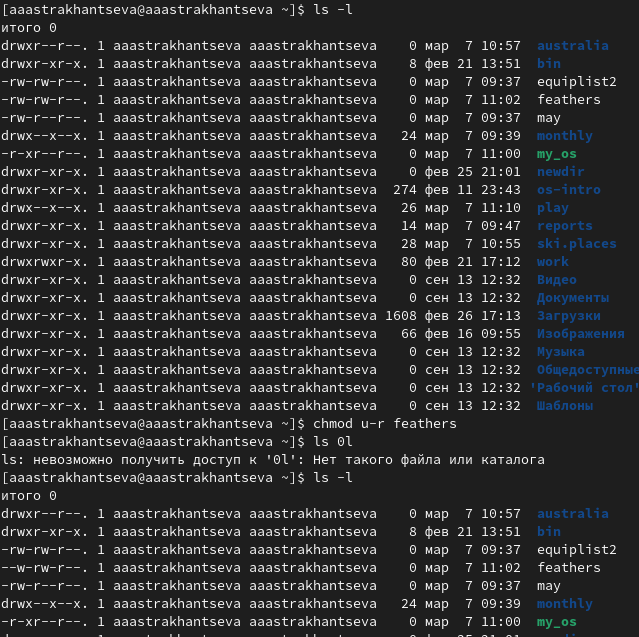 [aaastrakhantseva@aaastrakhantseva ~]$ ls -l
итого 0
drwxr--r--. 1 aaastrakhantseva aaastrakhantseva 0 мар 7 10:57 australia
drwxr-xr-x. 1 aaastrakhantseva aaastrakhantseva 8 фев 21 13:51 bin
-rw-rw-r--. 1 aaastrakhantseva aaastrakhantseva 0 мар 7 09:37 equiplist2
-rw-rw-r--. 1 aaastrakhantseva aaastrakhantseva 0 мар 7 11:02 feathers
-rw-r--r--. 1 aaastrakhantseva aaastrakhantseva 0 мар 7 09:37 may
drwx--x--x. 1 aaastrakhantseva aaastrakhantseva 24 мар 7 09:39 monthly
-r-xr--r--. 1 aaastrakhantseva aaastrakhantseva 0 мар 7 11:00 my_os
drwxr-xr-x. 1 aaastrakhantseva aaastrakhantseva 0 фев 25 21:01 newdir
drwxr-xr-x. 1 aaastrakhantseva aaastrakhantseva 274 фев 11 23:43 os-intro
drwx--x--x. 1 aaastrakhantseva aaastrakhantseva 26 мар 7 11:10 play
drwxr-xr-x. 1 aaastrakhantseva aaastrakhantseva 14 мар 7 09:47 reports
drwxr-xr-x. 1 aaastrakhantseva aaastrakhantseva 28 мар 7 10:55 ski.places
drwxrwxr-x. 1 aaastrakhantseva aaastrakhantseva 80 фев 21 17:12 work
drwxr-xr-x. 1 aaastrakhantseva aaastrakhantseva 0 сен 13 12:32 Видео
drwxr-xr-x. 1 aaastrakhantseva aaastrakhantseva 0 сен 13 12:32 Документы
drwxr-xr-x. 1 aaastrakhantseva aaastrakhantseva 1608 фев 26 17:13 Загрузки
drwxr-xr-x. 1 aaastrakhantseva aaastrakhantseva 66 фев 16 09:55 Изображения
drwxr-xr-x. 1 aaastrakhantseva aaastrakhantseva 0 сен 13 12:32 Музыка
drwxr-xr-x. 1 aaastrakhantseva aaastrakhantseva 0 сен 13 12:32 Общедоступные
drwxr-xr-x. 1 aaastrakhantseva aaastrakhantseva 0 сен 13 12:32 'Рабочий стол'
drwxr-xr-x. 1 aaastrakhantseva aaastrakhantseva 0 сен 13 12:32 Шаблоны
[aaastrakhantseva@aaastrakhantseva ~]$ chmod u-r feathers
[aaastrakhantseva@aaastrakhantseva ~]$ ls 0l
ls: невозможно получить доступ к '0l': Нет такого файла или каталога
[aaastrakhantseva@aaastrakhantseva ~]$ ls -l
итого 0
drwxr--r--. 1 aaastrakhantseva aaastrakhantseva 0 мар 7 10:57 australia
drwxr-xr-x. 1 aaastrakhantseva aaastrakhantseva 8 фев 21 13:51 bin
-rw-rw-r--. 1 aaastrakhantseva aaastrakhantseva 0 мар 7 09:37 equiplist2
--w-rw-r--. 1 aaastrakhantseva aaastrakhantseva 0 мар 7 11:02 feathers
-rw-r--r--. 1 aaastrakhantseva aaastrakhantseva 0 мар 7 09:37 may
drwx--x--x. 1 aaastrakhantseva aaastrakhantseva 24 мар 7 09:39 monthly
-r-xr--r--. 1 aaastrakhantseva aaastrakhantseva 0 мар 7 11:00 my_os